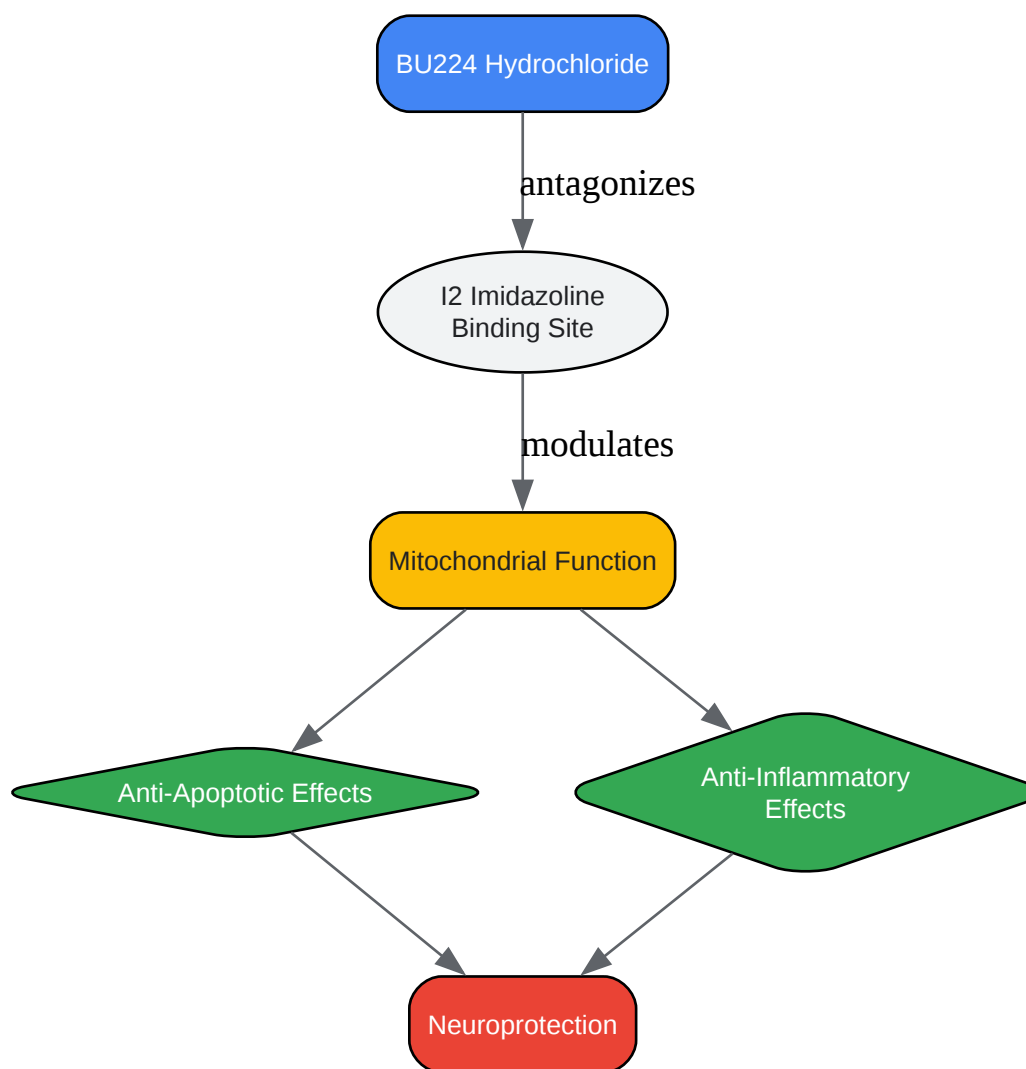 BU224 Hydrochloride
antagonizes
I2 Imidazoline
Binding Site
modulates
Mitochondrial Function
Anti-Apoptotic Effects
Anti-Inflammatory
Effects
Neuroprotection